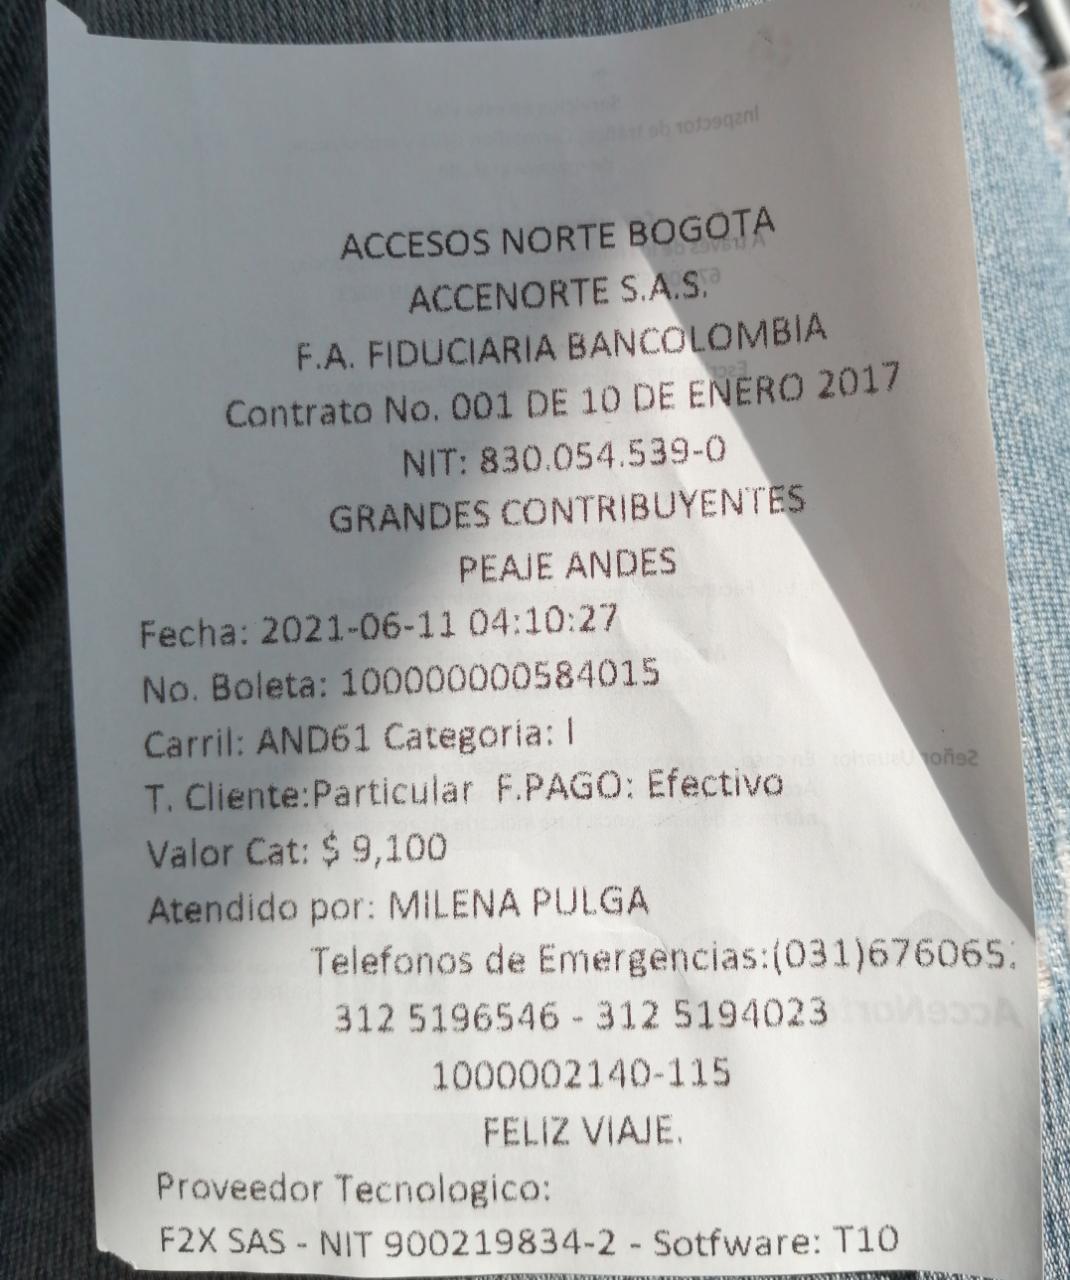 ACCESOS NORTE BOGOTA
ACCENORTE S.A.S.
F.A. FIDUCIARIA BANCOLOMBIA
Contrato No. 001 DE 10 DE ENERO 2017
NIT: 830.054.539-0
GRANDES CONTRIBUYENTES
PEAJE ANDES
Fecha: 2021-06-11 04:10:27
No. Boleta: 100000000584015
Carril: AND61 Categoria: I
T. Cliente:Particular F.PAGO: Efectivo
Valor Cat: $ 9,100
Atendido por: MILENA PULGA
Telefonos de Emergencias:(031)676065
312 5196546 - 312 5194023
1000002140-115
FELIZ VIAJE.
Proveedor Tecnologico:
F2X SAS - NIT 900219834-2 - Sotfware: T10